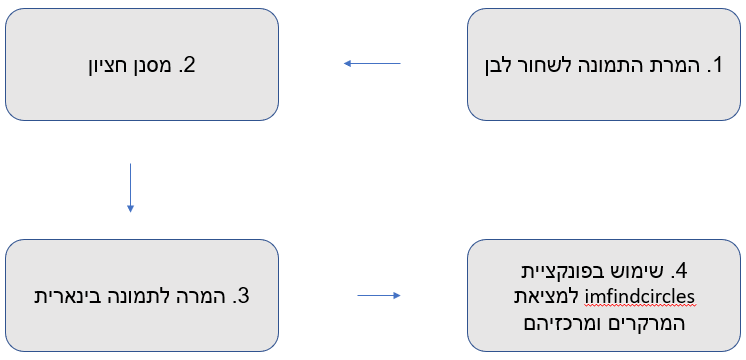 1. המרת התמונה לשחור לבן
2. מסנן חציון
3. המרה לתמונה בינארית
4. שימוש בפונקציית
imfindcircles למציאת
המרקרים ומרכזיהם